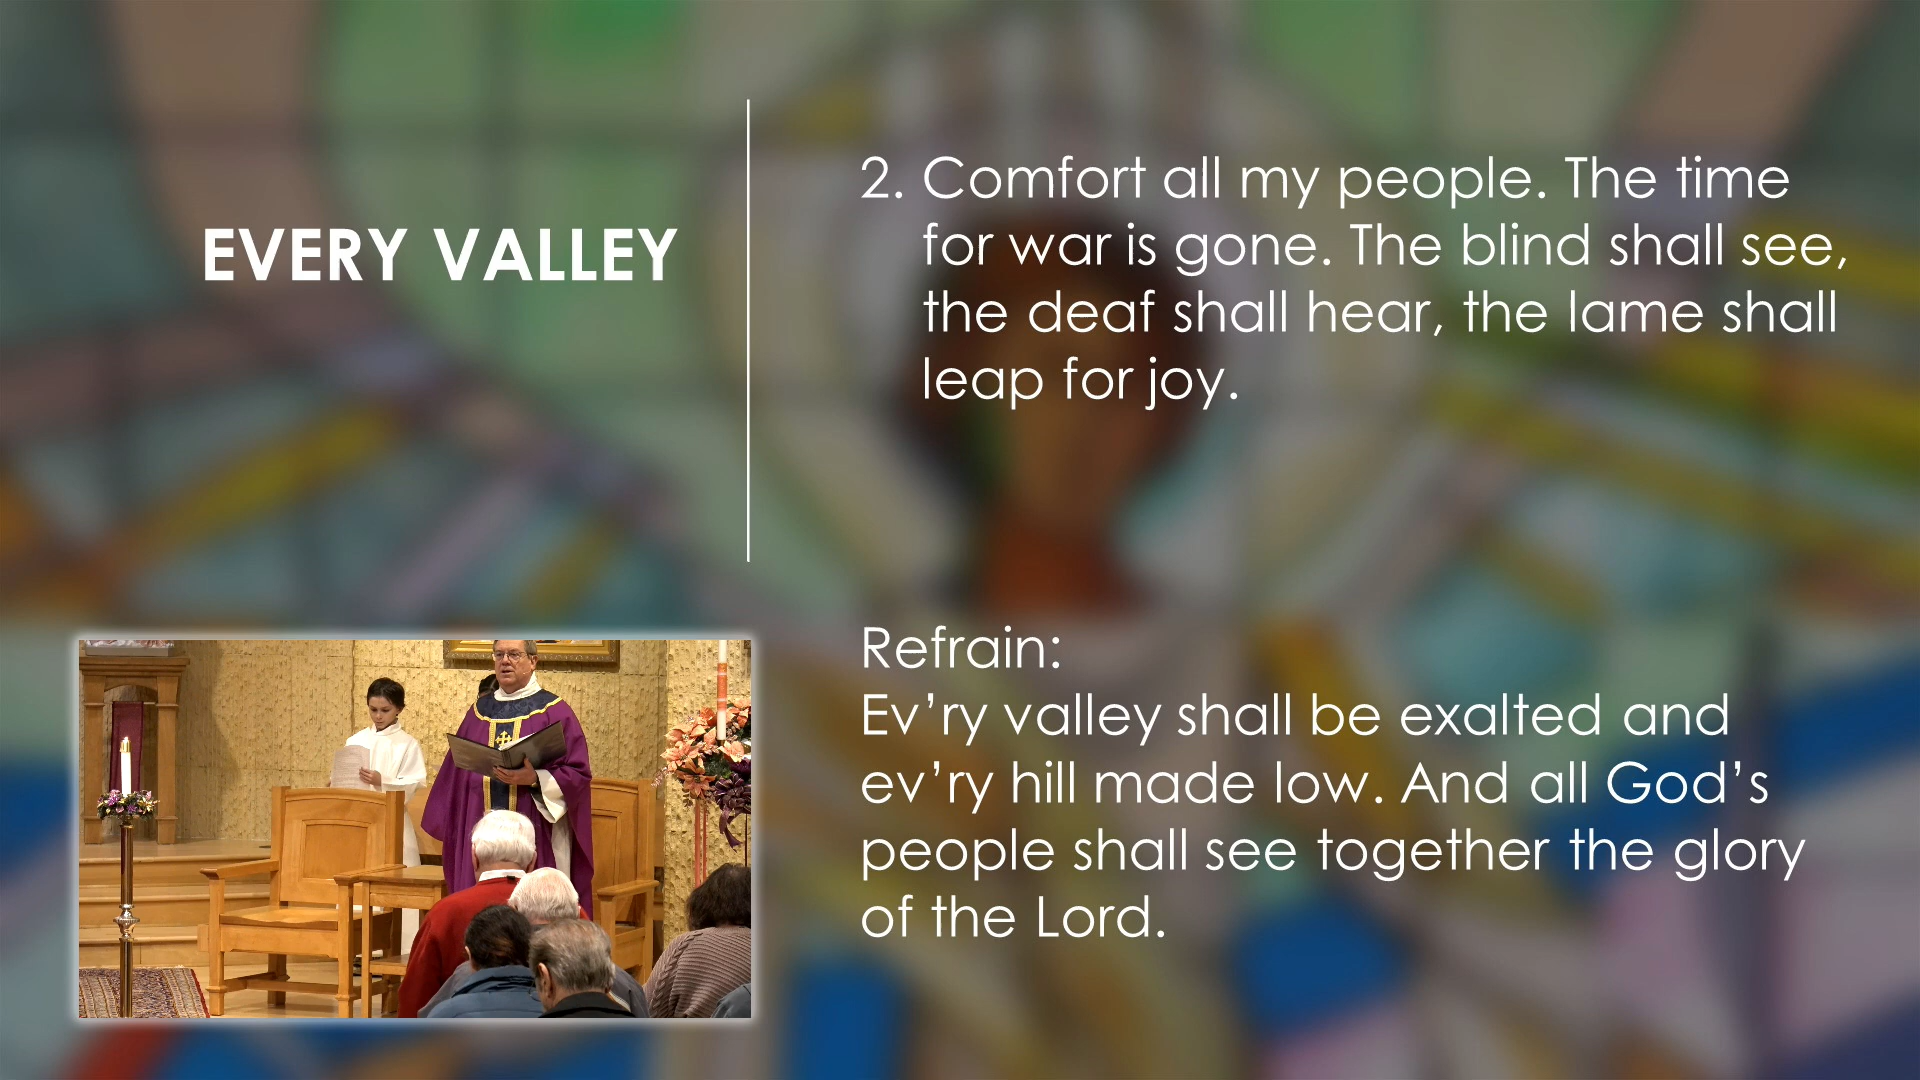 EVERY VALLEY
2. Comfort all my people. The time
for war is gone. The blind shall see,
the deaf shall hear, the lame shall
leap for joy.
Refrain:
Ev’ry valley shall be exalted and
ev’ry hill made low. And all God’s
people shall see together the glory
of the Lord.